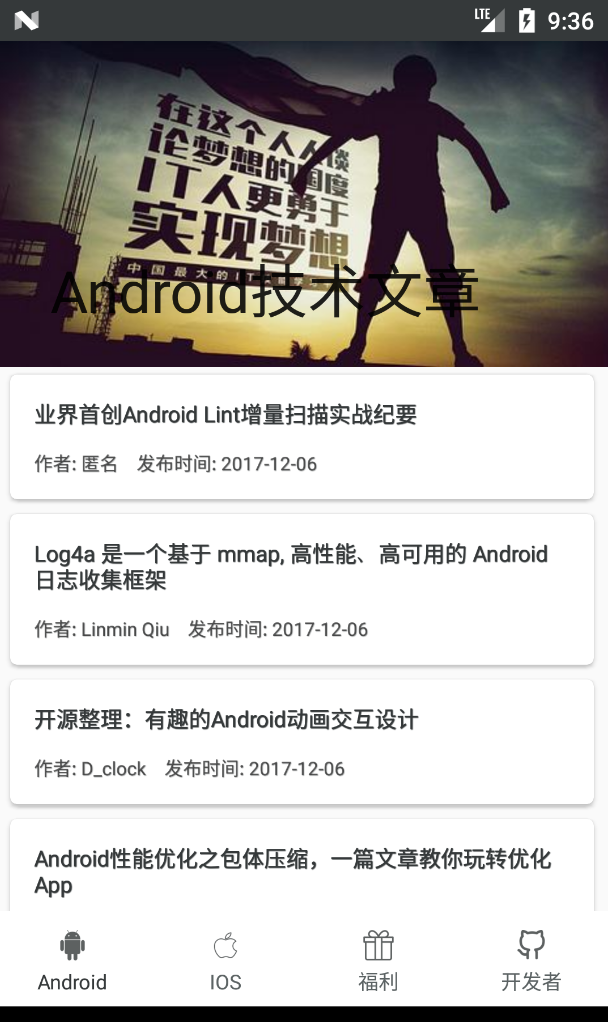 LTE 9:36
在这个人人谈
论梦想的国度
IT人更勇于
实现梦想
中国最大的IT
Android技术文章
业界首创Android Lint增量扫描实战纪要
作者: 匿名 发布时间: 2017-12-06
Log4a 是一个基于 mmap, 高性能、高可用的 Android
日志收集框架
作者: Linmin Qiu 发布时间: 2017-12-06
开源整理：有趣的Android动画交互设计
作者: D_clock 发布时间: 2017-12-06
Android性能优化之包体压缩，一篇文章教你玩转优化
App
Android IOS 福利 开发者